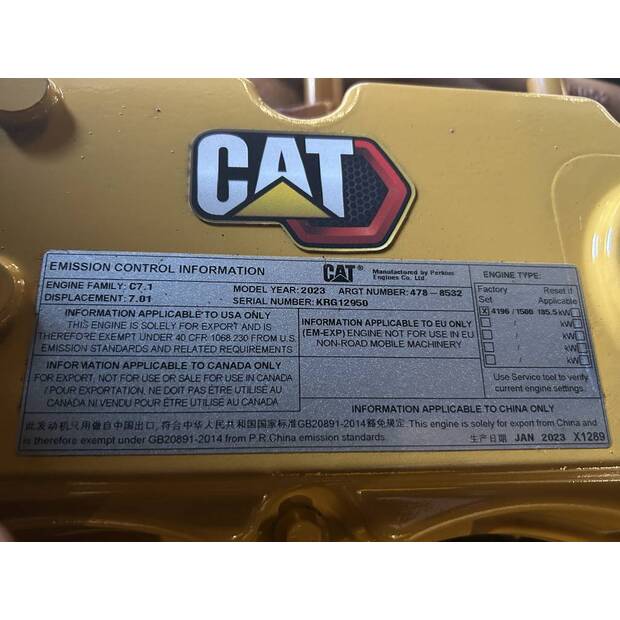 CAT
EMISSION CONTROL INFORMATION
CAT
Manufactured by Perkins
Engines Co. Ltd.
ENGINE FAMILY: C7.1
MODEL YEAR: 2023 ARGT NUMBER: 478-8532
DISPLACEMENT: 7.01
SERIAL NUMBER: KRG12950
ENGINE TYPE:
Factory Reset if
Set Applicable
X 4196 / 1500 185.5 kW
kW
kW
kW
Use Service tool to verify
current engine settings.
INFORMATION APPLICABLE TO USA ONLY
THIS ENGINE IS SOLELY FOR EXPORT AND IS
THEREFORE EXEMPT UNDER 40 CFR 1068.230 FROM U.S.
EMISSION STANDARDS AND RELATED REQUIREMENTS
INFORMATION APPLICABLE TO EU ONLY
(EM-EXP) ENGINE NOT FOR USE IN EU
NON-ROAD MOBILE MACHINERY
INFORMATION APPLICABLE TO CANADA ONLY
FOR EXPORT, NOT FOR USE OR SALE FOR USE IN CANADA
/ POUR EXPORTATION, NE DOIT PAS ÊTRE UTILISÉ AU
CANADA NI VENDU POUR ÊTRE UTILISÉ AU CANADA
INFORMATION APPLICABLE TO CHINA ONLY
此发动机只用做自中国出口, 符合中华人民共和国国家标准GB20891-2014豁免规定, This engine is solely for export from China and
is therefore exempt under GB20891-2014 from P.R.China emission standards.
生产日期 JAN 2023 X1289